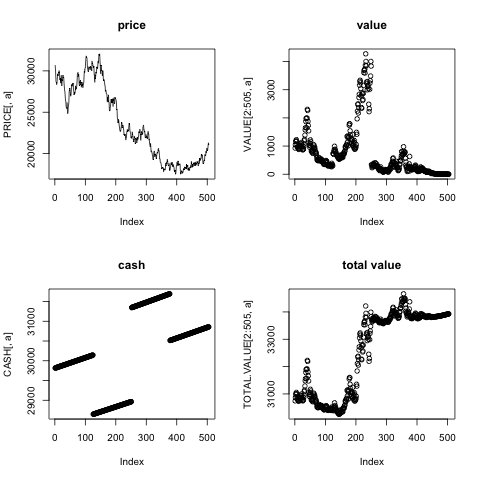 price
PRICE[, a]
30000
25000
20000
0 100 200 300 400 500
Index
value
VALUE[2:505, a]
3000
1000
0
0 100 200 300 400 500
Index
cash
CASH[, a]
31000
30000
29000
0 100 200 300 400 500
Index
total value
TOTAL.VALUE[2:505, a]
33000
31000
0 100 200 300 400 500
Index